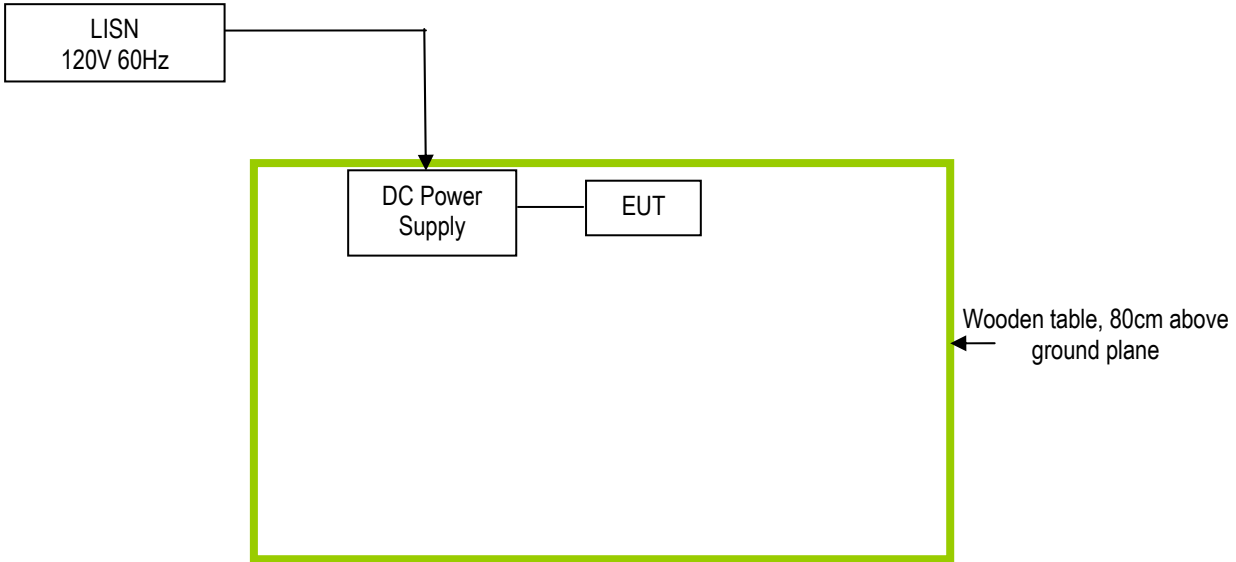 LISN
120V 60Hz
DC Power
Supply
EUT
Wooden table, 80cm above
ground plane